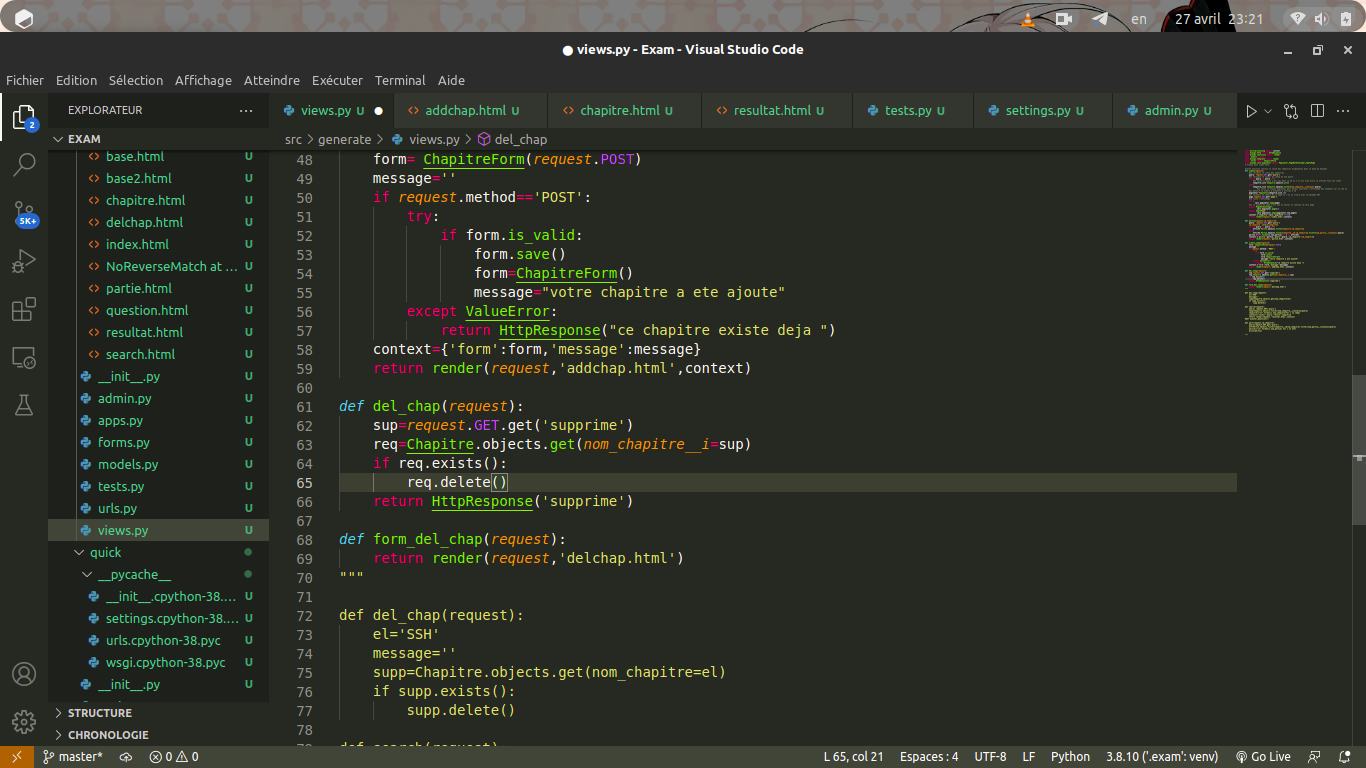 en 27 avril 23:21
● views.py - Exam - Visual Studio Code
Fichier Edition Sélection Affichage Atteindre Exécuter Terminal Aide
EXPLORATEUR ···
views.py U ●
addchap.html U
chapitre.html U
resultat.html U
tests.py U
settings.py U
admin.py U
2
5K+
EXAM
src > generate > views.py > del_chap
base.html U
base2.html U
chapitre.html U
delchap.html U
index.html U
NoReverseMatch at ... U
partie.html U
question.html U
resultat.html U
search.html U
__init__.py U
admin.py U
apps.py U
forms.py U
models.py U
tests.py U
urls.py U
views.py U
quick
__pycache__
__init__.cpython-38.... U
settings.cpython-38.... U
urls.cpython-38.pyc U
wsgi.cpython-38.pyc U
__init__.py U
STRUCTURE
CHRONOLOGIE
48 form= ChapitreForm(request.POST)
49 message=''
50 if request.method=='POST':
51 try:
52 if form.is_valid:
53 form.save()
54 form=ChapitreForm()
55 message="votre chapitre a ete ajoute"
56 except ValueError:
57 return HttpResponse("ce chapitre existe deja ")
58 context={'form':form,'message':message}
59 return render(request,'addchap.html',context)
60
61 def del_chap(request):
62 sup=request.GET.get('supprime')
63 req=Chapitre.objects.get(nom_chapitre__i=sup)
64 if req.exists():
65 req.delete()
66 return HttpResponse('supprime')
67
68 def form_del_chap(request):
69 return render(request,'delchap.html')
70 """
71
72 def del_chap(request):
73 el='SSH'
74 message=''
75 supp=Chapitre.objects.get(nom_chapitre=el)
76 if supp.exists():
77 supp.delete()
78
79 def search(request)
master* 0 0 L 65, col 21 Espaces : 4 UTF-8 LF Python 3.8.10 ('.exam': venv) Go Live